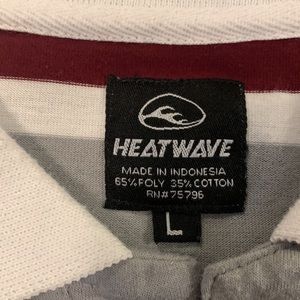 HEATWAVE
MADE IN INDONESIA
65% POLY 35% COTTON
RN# 75796
L